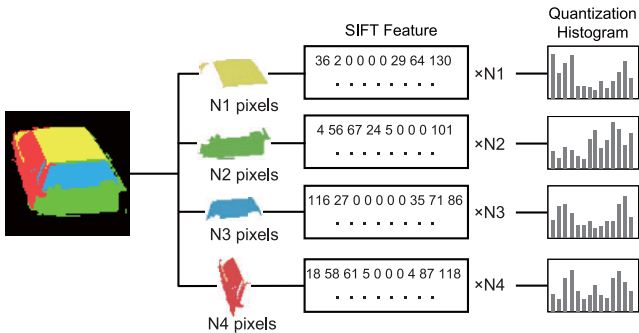 SIFT Feature
Quantization
Histogram
36 2 0 0 0 0 29 64 130
. . . . . . . .
×N1
N1 pixels
4 56 67 24 5 0 0 0 101
. . . . . . . .
×N2
N2 pixels
116 27 0 0 0 0 0 35 71 86
. . . . . . . .
×N3
N3 pixels
18 58 61 5 0 0 0 4 87 118
. . . . . . . .
×N4
N4 pixels